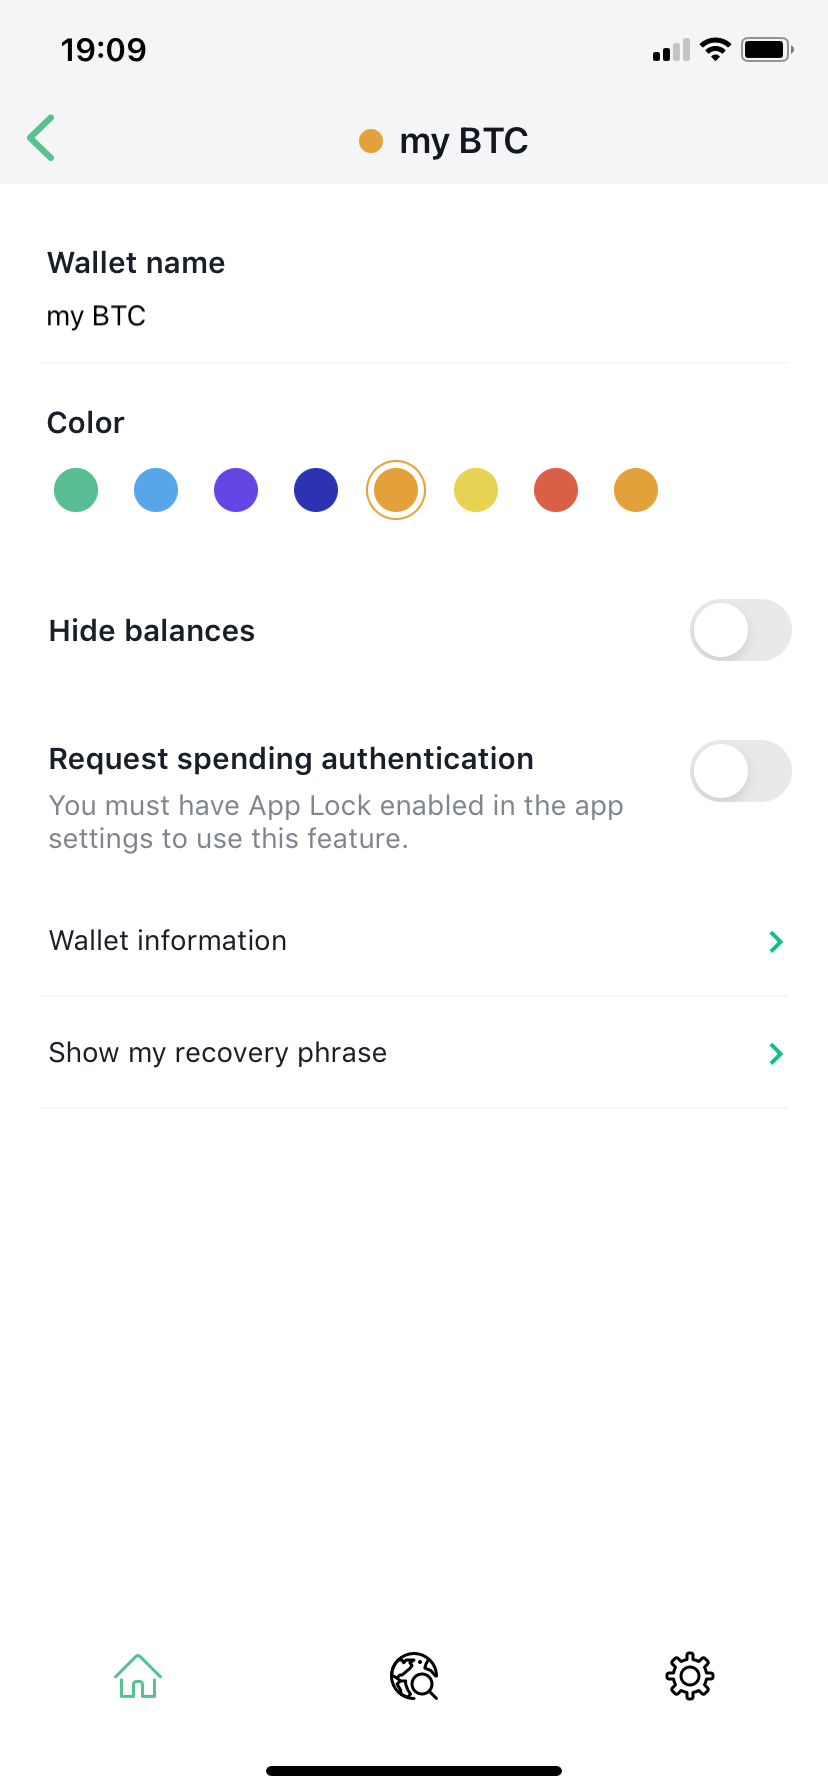 19:09
my BTC
Wallet name
my BTC
Color
Hide balances
Request spending authentication
You must have App Lock enabled in the app
settings to use this feature.
Wallet information
Show my recovery phrase